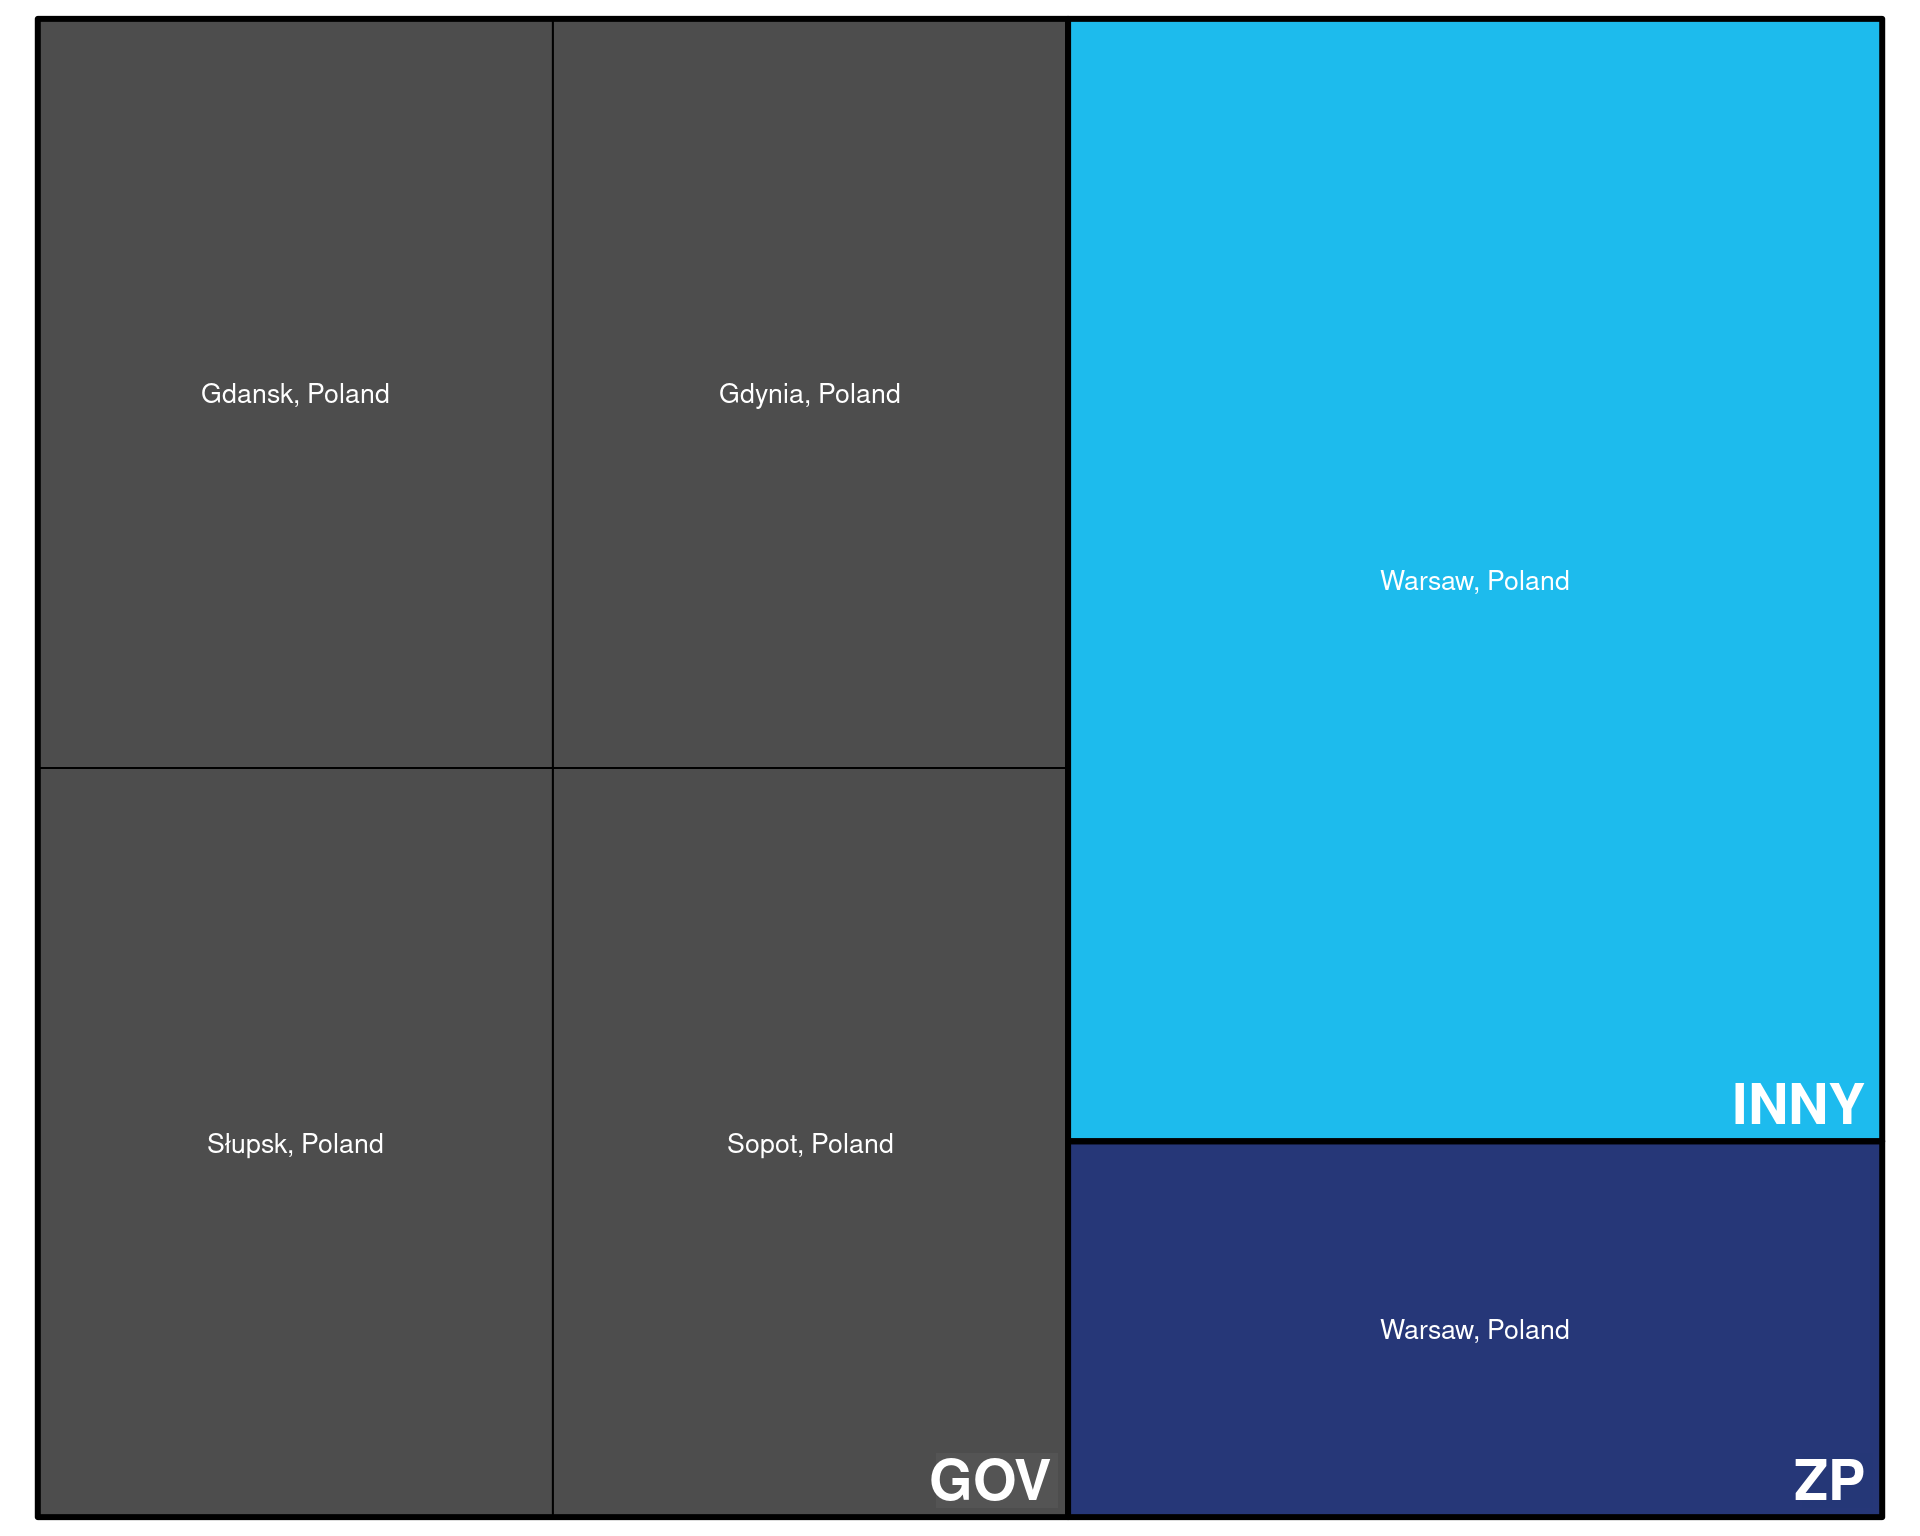 Gdansk, Poland
Gdynia, Poland
Słupsk, Poland
Sopot, Poland
GOV
Warsaw, Poland
INNY
Warsaw, Poland
ZP